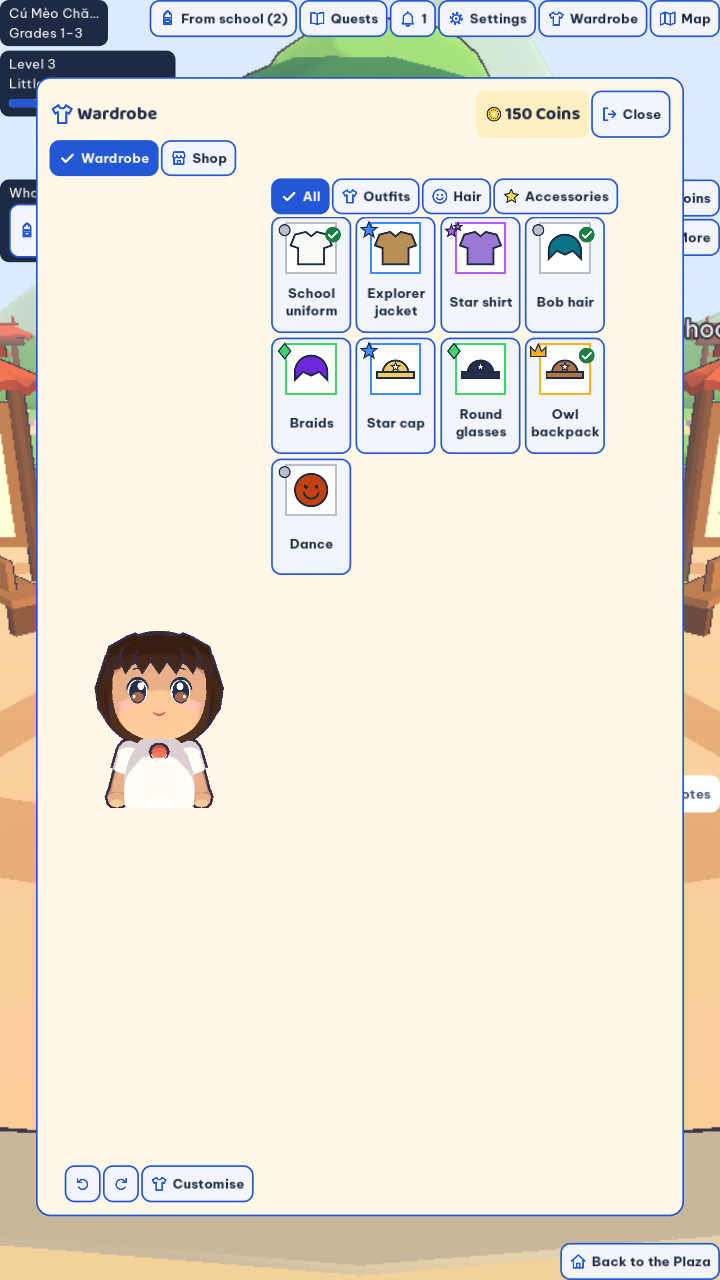 Cú Mèo Chă...
Grades 1–3
From school (2)
Quests
1
Settings
Wardrobe
Map
Level 3
Wardrobe
150 Coins
Close
Wardrobe
Shop
All
Outfits
Hair
Accessories
School uniform
Explorer jacket
Star shirt
Bob hair
Braids
Star cap
Round glasses
Owl backpack
Dance
Customise
Back to the Plaza